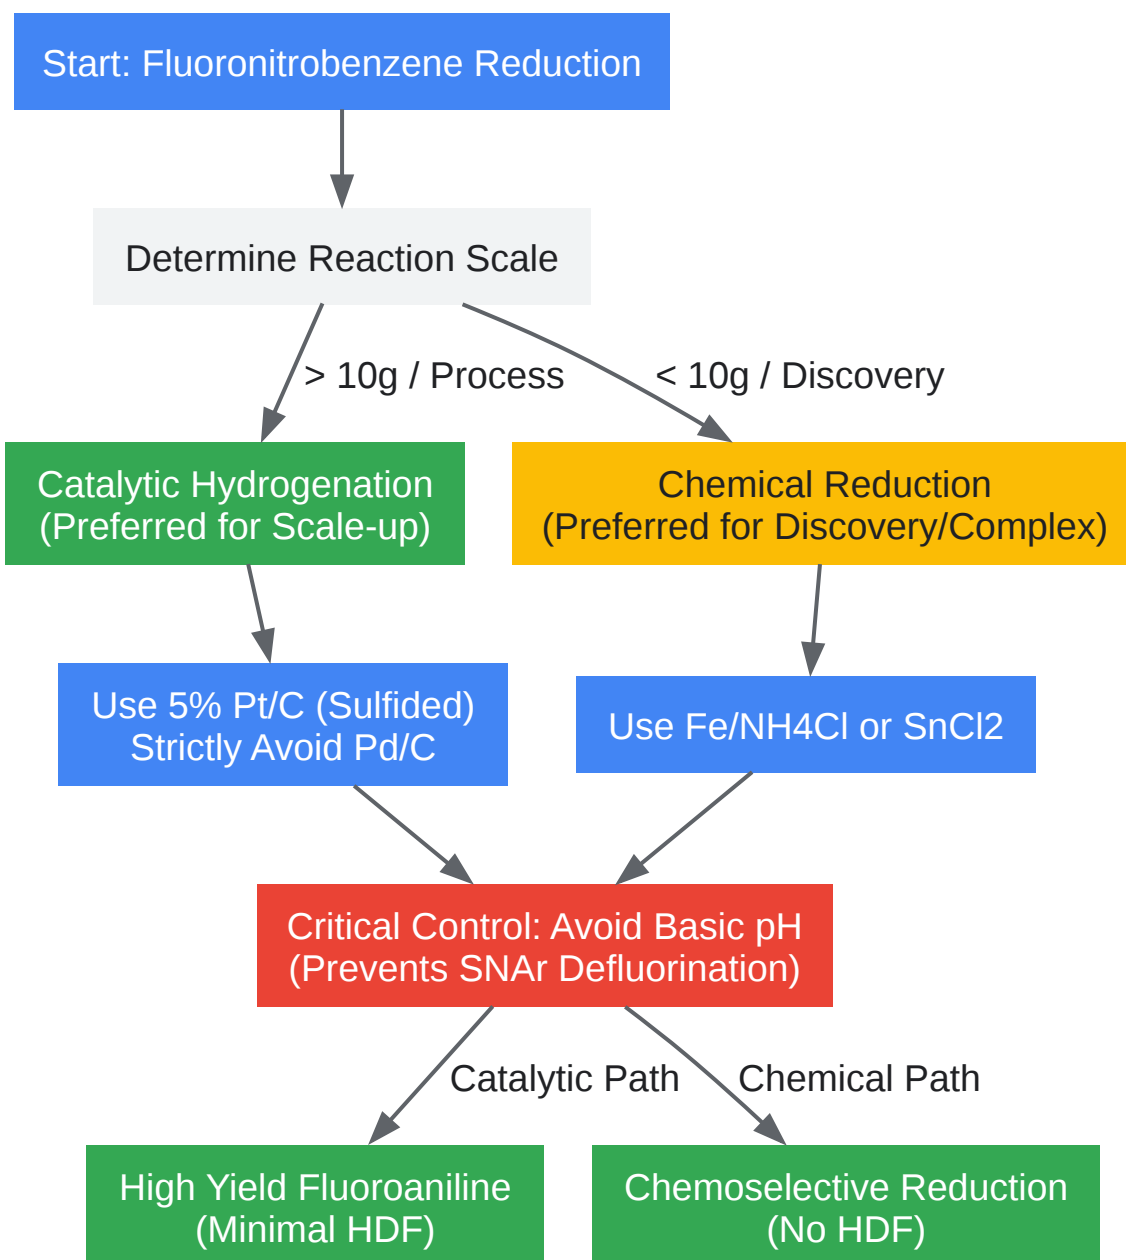 Start: Fluoronitrobenzene Reduction
Determine Reaction Scale
> 10g / Process
< 10g / Discovery
Catalytic Hydrogenation
(Preferred for Scale-up)
Chemical Reduction
(Preferred for Discovery/Complex)
Use 5% Pt/C (Sulfided)
Strictly Avoid Pd/C
Use Fe/NH4Cl or SnCl2
Critical Control: Avoid Basic pH
(Prevents SNAr Defluorination)
Catalytic Path
Chemical Path
High Yield Fluoroaniline
(Minimal HDF)
Chemoselective Reduction
(No HDF)